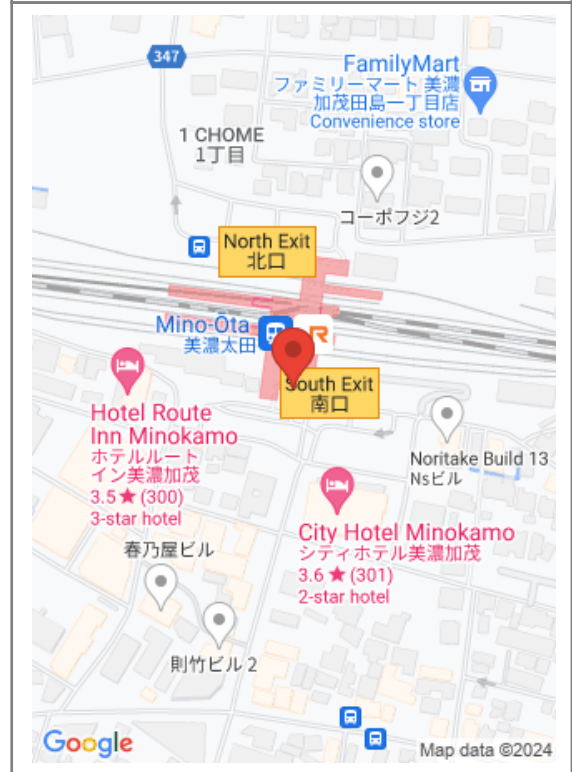 347
FamilyMart
ファミリーマート 美濃
加茂田島一丁目店
Convenience store
1 CHOME
1丁目
コーポフジ2
North Exit
北口
Mino-Ōta
美濃太田
South Exit
南口
Hotel Route
Inn Minokamo
ホテルルート
イン美濃加茂
3.5★ (300)
3-star hotel
Noritake Build 13
Nsビル
City Hotel Minokamo
シティホテル美濃加茂
3.6★ (301)
2-star hotel
春乃屋ビル
則竹ビル 2
Google
Map data ©2024